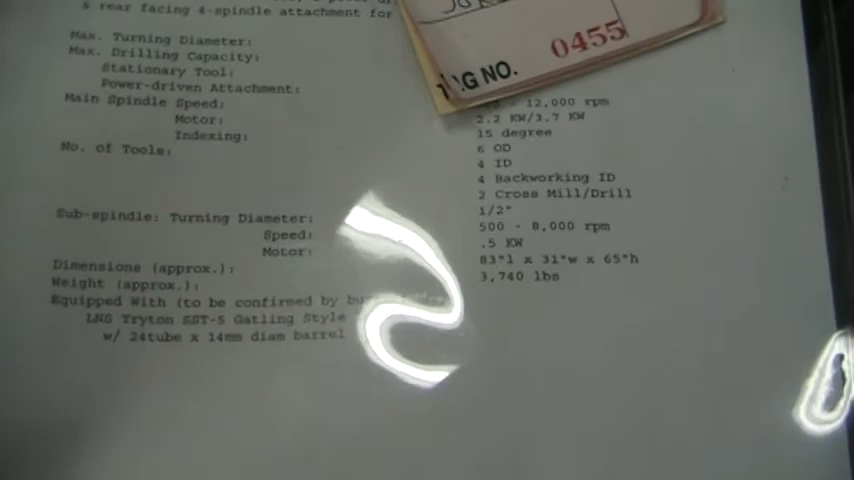 & rear facing 4-spindle attachment for
0455
NO.
Max. Turning Diameter:
Max. Drilling Capacity:
Stationary Tool:
Power-driven Attachment:
Main Spindle Speed: - 12,000 rpm
Motor: 2.2 KW/3.7 KW
Indexing: 15 degree
No. of Tools: 6 OD
4 ID
4 Backworking ID
2 Cross Mill/Drill
Sub-spindle: Turning Diameter: 1/2"
Speed: 500 - 8,000 rpm
Motor: .5 KW
Dimensions (approx.): 83"l x 31"w x 65"h
Weight (approx.): 3,740 lbs
Equipped With (to be confirmed by
LNS Tryton SST-5 Gatling Style
w/ 24tube x 14mm diam barrel